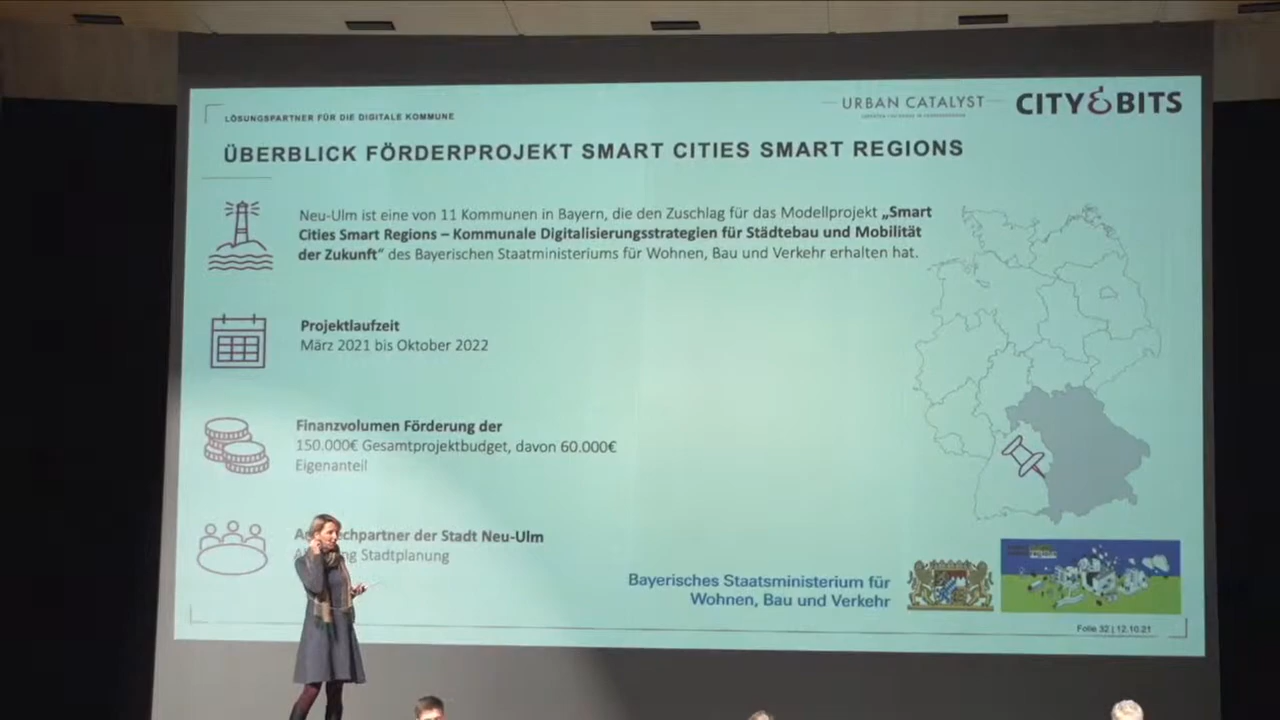 LÖSUNGSPARTNER FÜR DIE DIGITALE KOMMUNE
URBAN CATALYST
CITY & BITS
ÜBERBLICK FÖRDERPROJEKT SMART CITIES SMART REGIONS
Neu-Ulm ist eine von 11 Kommunen in Bayern, die den Zuschlag für das Modellprojekt „Smart
Cities Smart Regions – Kommunale Digitalisierungsstrategien für Städtebau und Mobilität
der Zukunft“ des Bayerischen Staatministeriums für Wohnen, Bau und Verkehr erhalten hat.
Projektlaufzeit
März 2021 bis Oktober 2022
Finanzvolumen Förderung der
150.000€ Gesamtprojektbudget, davon 60.000€
Eigenanteil
der Stadt Neu-Ulm
Stadtplanung
Bayerisches Staatsministerium für
Wohnen, Bau und Verkehr
Folie 32 | 12.10.21